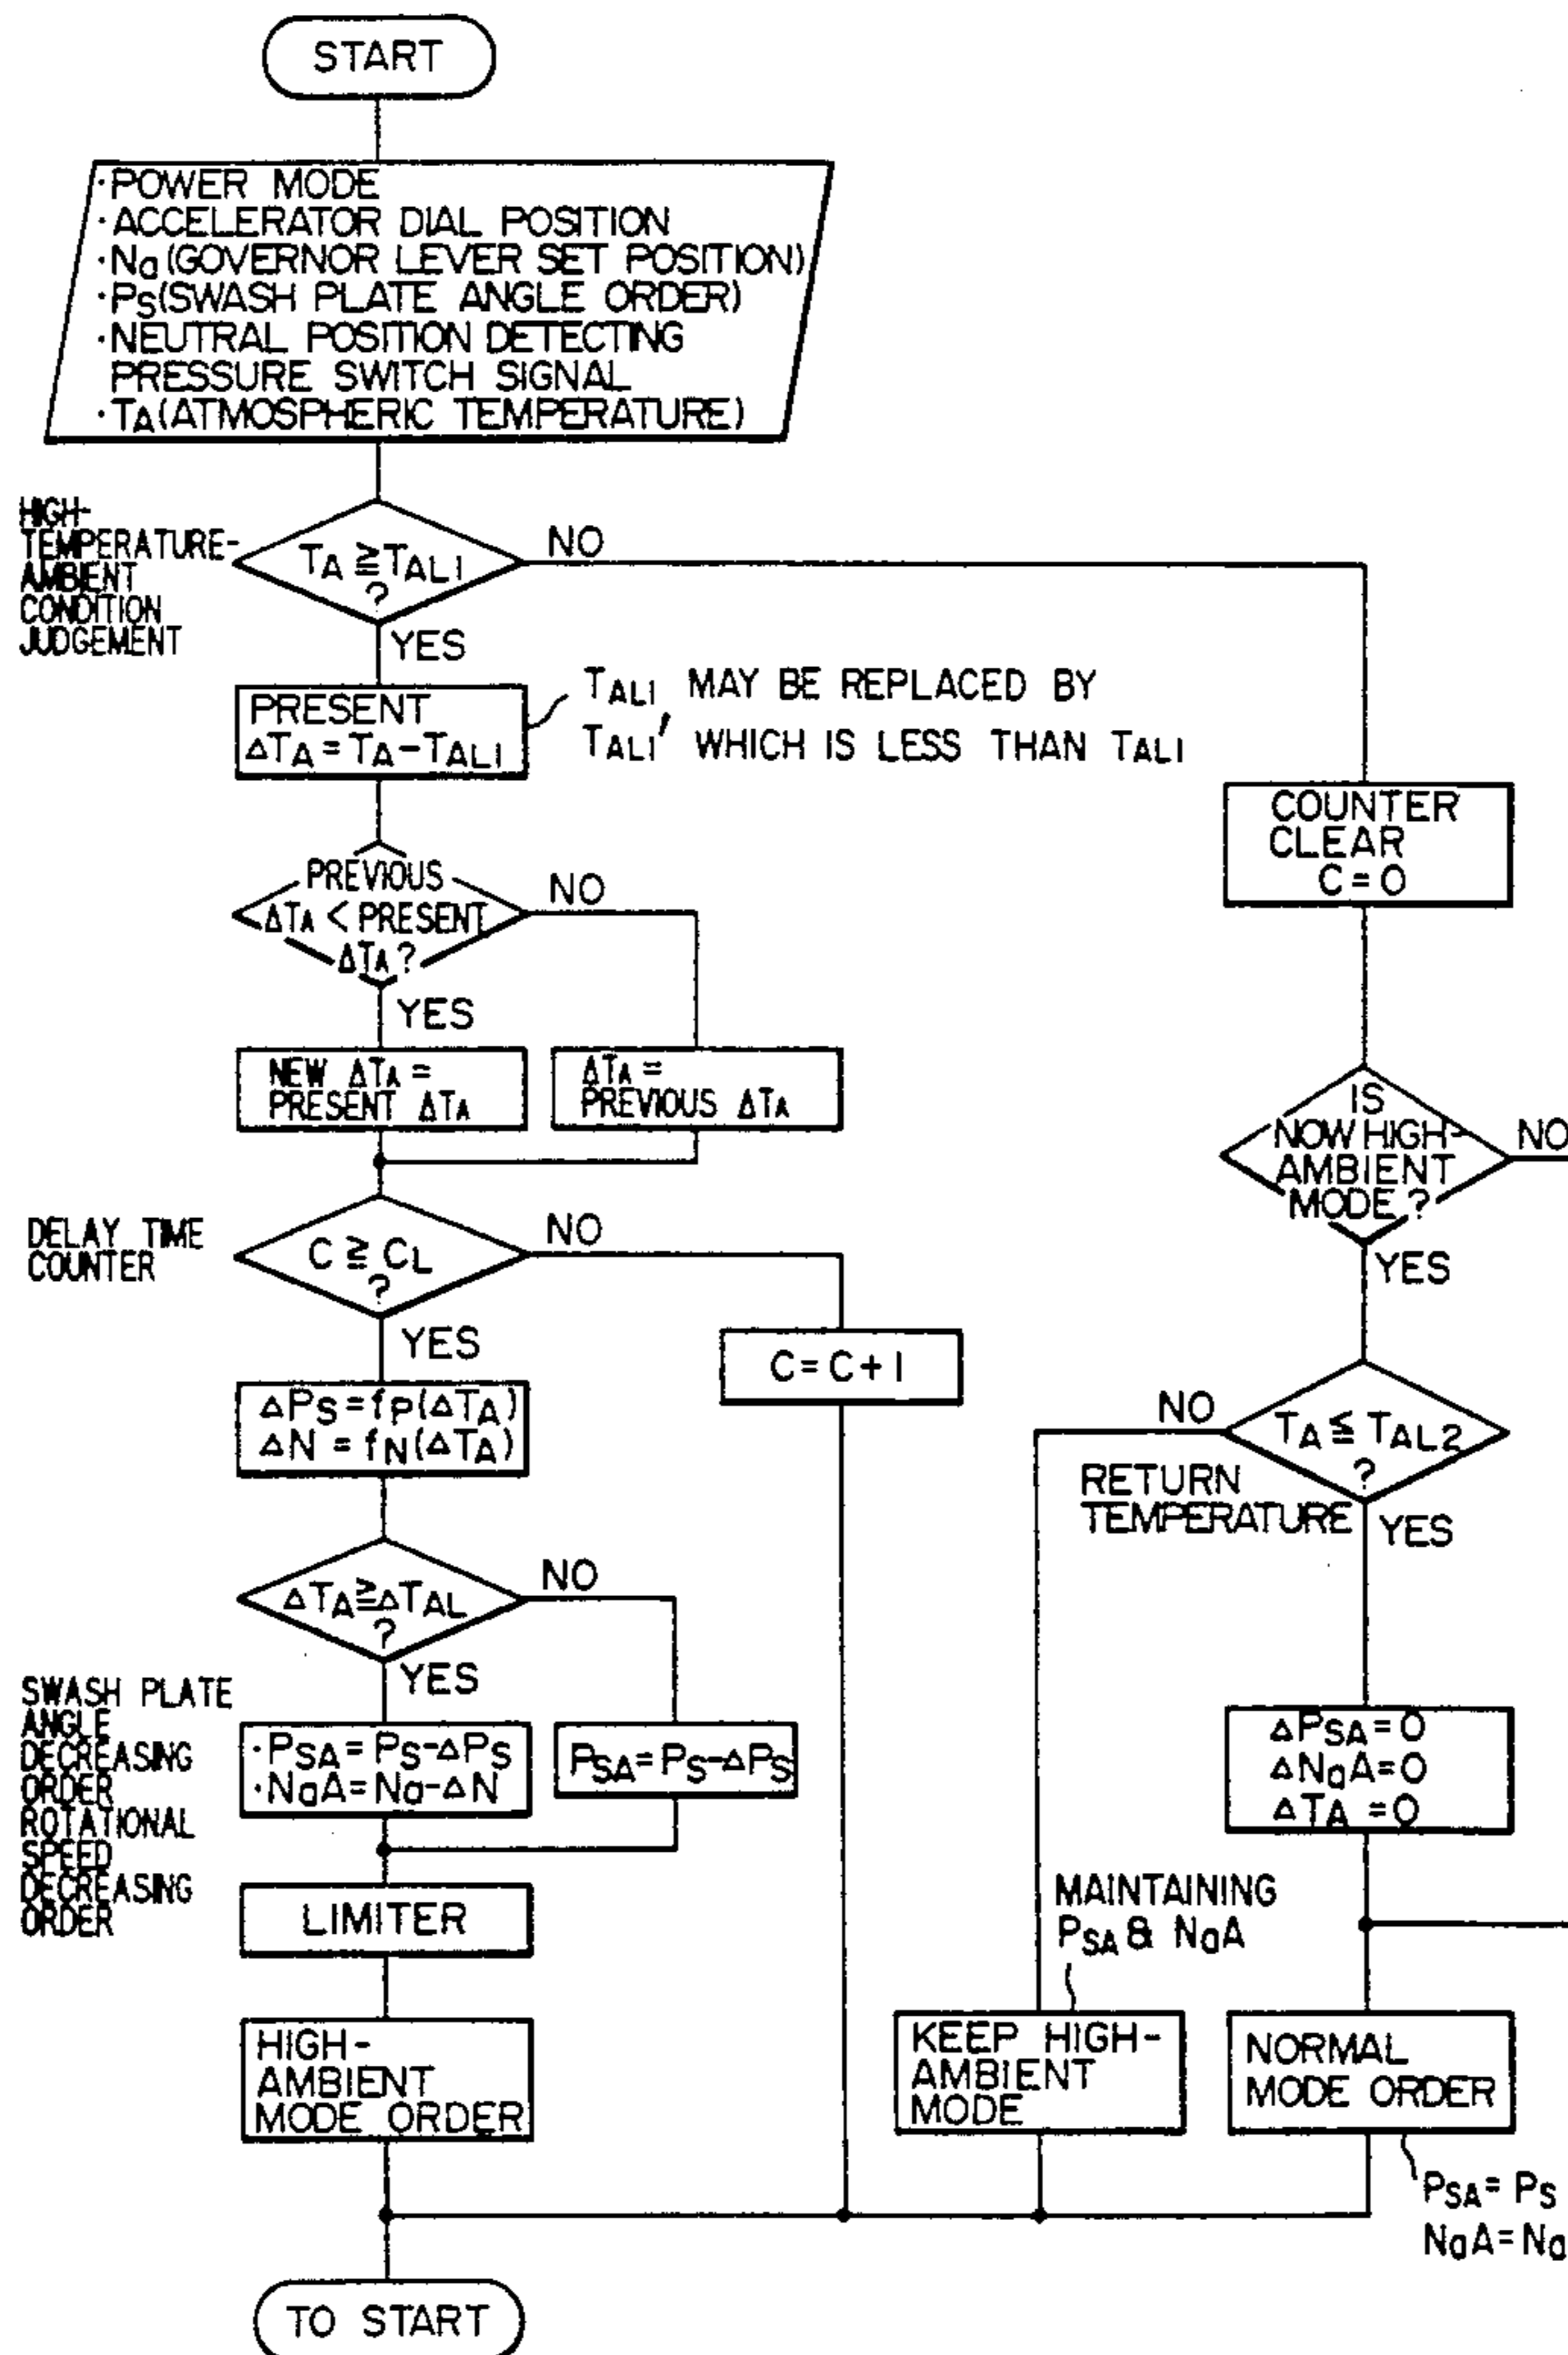 START
·POWER MODE
·ACCELERATOR DIAL POSITION
·Na(GOVERNOR LEVER SET POSITION)
·PS(SWASH PLATE ANGLE ORDER)
·NEUTRAL POSITION DETECTING
PRESSURE SWITCH SIGNAL
·TA(ATMOSPHERIC TEMPERATURE)
HIGH-
TEMPERATURE-
AMBIENT
CONDITION
JUDGEMENT
TA ≧ TAL1
?
NO
YES
PRESENT
ΔTA = TA-TAL1
TAL1 MAY BE REPLACED BY
TAL1' WHICH IS LESS THAN TAL1
COUNTER
CLEAR
C=0
PREVIOUS
ΔTA < PRESENT
ΔTA ?
NO
YES
NEW ΔTA =
PRESENT ΔTA
ΔTA =
PREVIOUS ΔTA
IS
NOW HIGH-
AMBIENT
MODE ?
NO
YES
DELAY TIME
COUNTER
C ≧ CL
?
NO
YES
C=C+1
ΔPS=fP(ΔTA)
ΔN =fN(ΔTA)
NO
TA ≦ TAL2
?
RETURN
TEMPERATURE
YES
ΔTA≧ΔTAL
?
NO
YES
SWASH PLATE
ANGLE
DECREASING
ORDER
ROTATIONAL
SPEED
DECREASING
ORDER
·PSA=PS-ΔPS
·NaA=Na-ΔN
PSA=PS-ΔPS
ΔPSA=0
ΔNaA=0
ΔTA =0
LIMITER
MAINTAINING
PSA & NaA
HIGH-
AMBIENT
MODE ORDER
KEEP HIGH-
AMBIENT
MODE
NORMAL
MODE ORDER
PSA=PS
NaA=Na
TO START